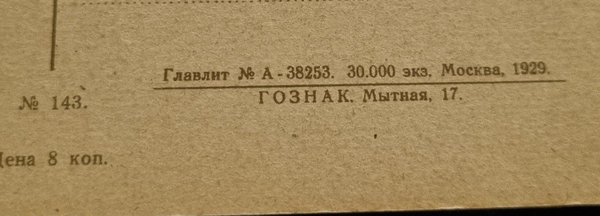 Главлит № А - 38253. 30.000 экз. Москва, 1929.
ГОЗНАК. Мытная, 17.
№ 143.
Цена 8 коп.